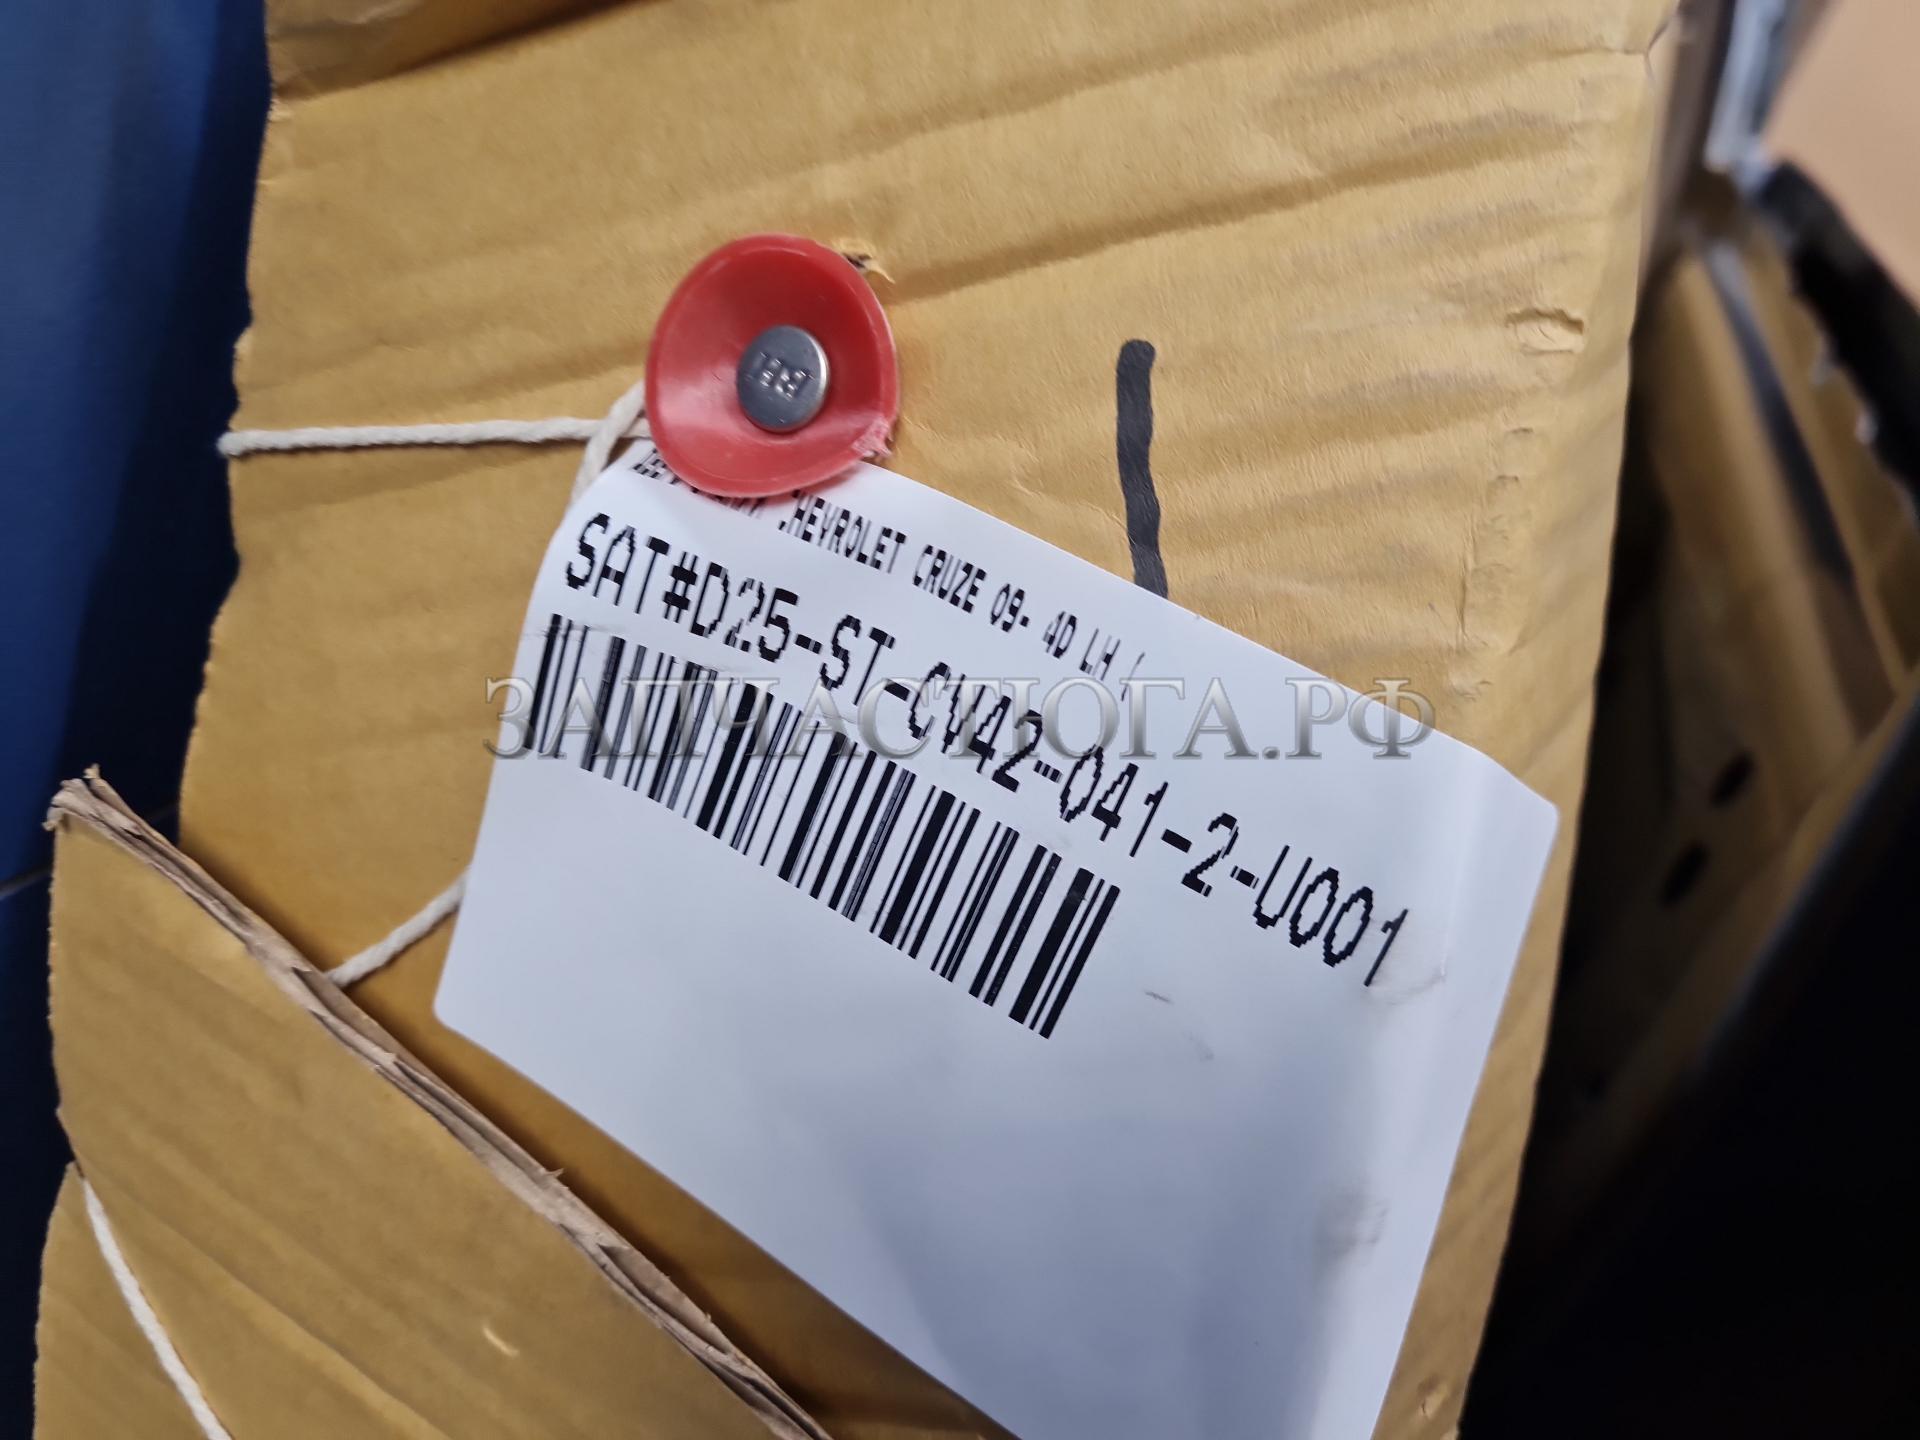 CHEVROLET CRUZE 09- 4D LH (
SAT#D25-ST-CV42-041-2-U001
ЗАПЧАСТЮГА.РФ